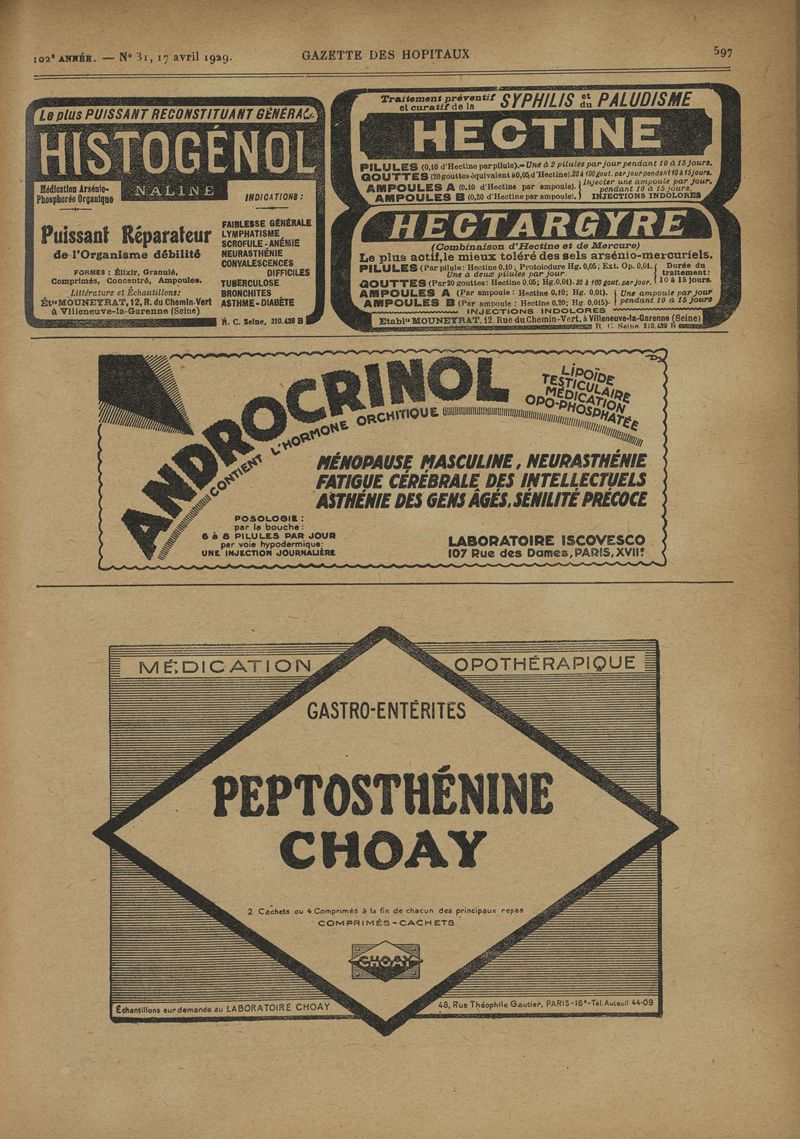 102e ANNÉE. — No 31, 17 avril 1929.
GAZETTE DES HOPITAUX
597
Le plus PUISSANT RECONSTITUANT GÉNÉRAL
HISTOGÉNOL
Médication Arsénio-
Phosphorée Organique
NALINE
INDICATIONS :
Puissant Réparateur
de l'Organisme débilité
FORMES : Élixir, Granulé,
Comprimés, Concentré, Ampoules.
Littérature et Échantillons:
Éts MOUNEYRAT, 12, R. du Chemin-Vert
à Villeneuve-la-Garenne (Seine)
FAIBLESSE GÉNÉRALE
LYMPHATISME
SCROFULE - ANÉMIE
NEURASTHÉNIE
CONVALESCENCES
DIFFICILES
TUBERCULOSE
BRONCHITES
ASTHME - DIABÈTE
R. C. Seine, 210.439 B
Traitement préventif et curatif de la SYPHILIS et du PALUDISME
HECTINE
PILULES (0,10 d'Hectine par pilule).— Une à 2 pilules par jour pendant 10 à 15 jours.
GOUTTES (20 gouttes équivalent à 0,05 d'Hectine). 20 à 100 gout. par jour pendant 10 à 15 jours.
AMPOULES A (0.10 d'Hectine par ampoule). Injecter une ampoule par jour,
pendant 10 à 15 jours.
AMPOULES B (0,20 d'Hectine par ampoule). INJECTIONS INDOLORES
HECTARGYRE
(Combinaison d'Hectine et de Mercure)
Le plus actif, le mieux toléré des sels arsénio-mercuriels.
PILULES (Par pilule: Hectine 0.10; Protoiodure Hg. 0,05; Ext. Op. 0,01.
Une à deux pilules par jour
Durée du
traitement:
10 à 15 jours.
GOUTTES (Par 20 gouttes: Hectine 0.05; Hg. 0,01). 20 à 100 gout. par jour.
AMPOULES A (Par ampoule : Hectine 0,10; Hg. 0,01).
AMPOULES B (Par ampoule : Hectine 0,20; Hg. 0,015).
Une ampoule par jour
pendant 10 à 15 jours
INJECTIONS INDOLORES
Etablts MOUNEYRAT, 12, Rue du Chemin-Vert, à Villeneuve-la-Garenne (Seine)
R. C. Seine 210.439 B
ANDROCRINOL
CONTIENT L'HORMONE ORCHITIQUE
LIPOÏDE
TESTICULAIRE
MÉDICATION
OPO-PHOSPHATÉE
MÉNOPAUSE MASCULINE, NEURASTHÉNIE
FATIGUE CÉRÉBRALE DES INTELLECTUELS
ASTHÉNIE DES GENS ÂGÉS, SÉNILITÉ PRÉCOCE
POSOLOGIE :
par la bouche :
6 à 8 PILULES PAR JOUR
par voie hypodermique:
UNE INJECTION JOURNALIÈRE
LABORATOIRE ISCOVESCO
107 Rue des Dames, PARIS, XVIIe
MÉDICATION OPOTHÉRAPIQUE
GASTRO-ENTÉRITES
PEPTOSTHÉNINE
CHOAY
2 Cachets ou 4 Comprimés à la fin de chacun des principaux repas
COMPRIMÉS - CACHETS
CHOAY
Échantillons sur demande au LABORATOIRE CHOAY
48, Rue Théophile Gautier, PARIS-16e - Tél. Auteuil 44-09